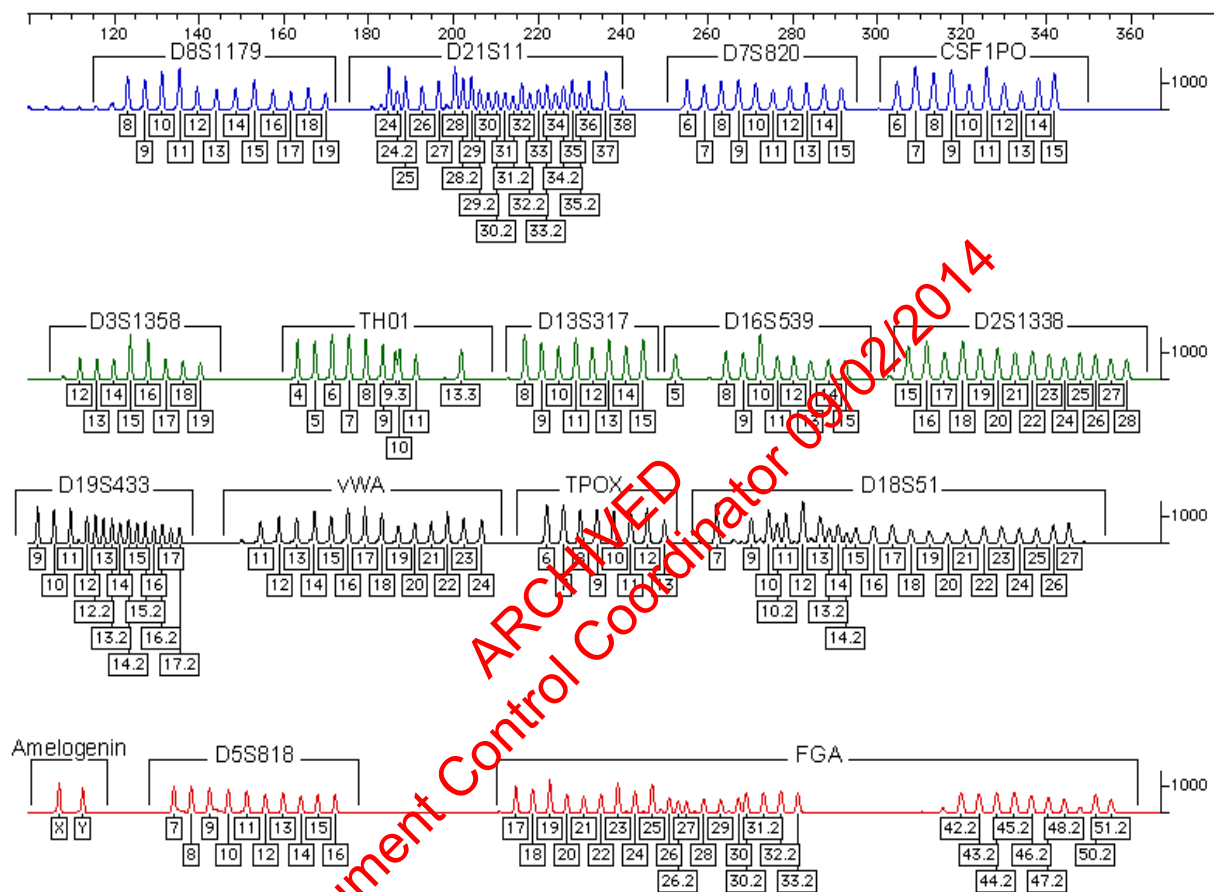 120 140 160 180 200 220 240 260 280 300 320 340 360
D8S1179 D21S11 D7S820 CSF1PO
1000
8 10 12 14 16 18 24 26 28 30 32 34 36 38 6 8 10 12 14 6 8 10 12 14
9 11 13 15 17 19 24.2 27 29 31 33 35 37 7 9 11 13 15 7 9 11 13 15
25 28.2 31.2 34.2
29.2 32.2 35.2
30.2 33.2
D3S1358 TH01 D13S317 D16S539 D2S1338
1000
12 14 16 18 4 6 8 9.3 13.3 8 10 12 14 5 8 10 12 14 15 17 19 21 23 25 27
13 15 17 19 5 7 9 11 9 11 13 15 9 11 13 15 16 18 20 22 24 26 28
10
D19S433 vWA TPOX D18S51
1000
9 11 13 15 17 11 13 15 17 19 21 23 6 8 10 12 7 9 11 13 15 17 19 21 23 25 27
10 12 14 16 12 14 16 18 20 22 24 7 9 11 13 10 12 14 16 18 20 22 24 26
12.2 15.2 10.2 13.2
13.2 16.2 14.2
14.2 17.2
Amelogenin D5S818 FGA
1000
X Y 7 9 11 13 15 17 19 21 23 25 27 29 31.2 42.2 45.2 48.2 51.2
8 10 12 14 16 18 20 22 24 26 28 30 32.2 43.2 46.2 50.2
26.2 30.2 33.2 44.2 47.2
ARCHIVED
ument Control Coordinator 09/02/2014